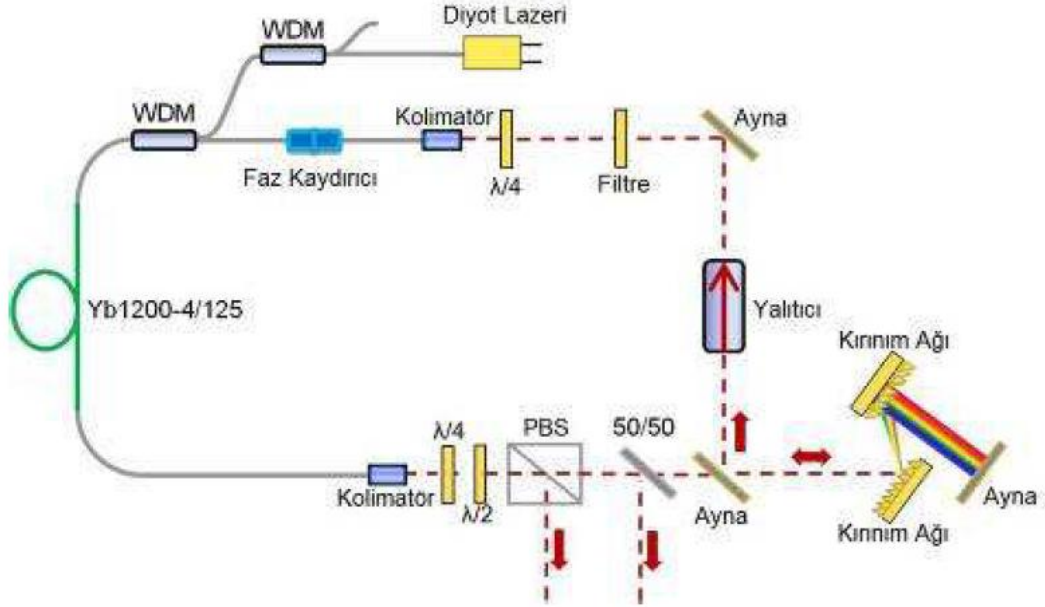 Diyot Lazeri
WDM
WDM
Kolimatör
Ayna
Faz Kaydırıcı
λ/4
Filtre
Yb1200-4/125
Yalıtıcı
Kırınım Ağı
λ/4
PBS
50/50
Kolimatör
λ/2
Ayna
Ayna
Kırınım Ağı